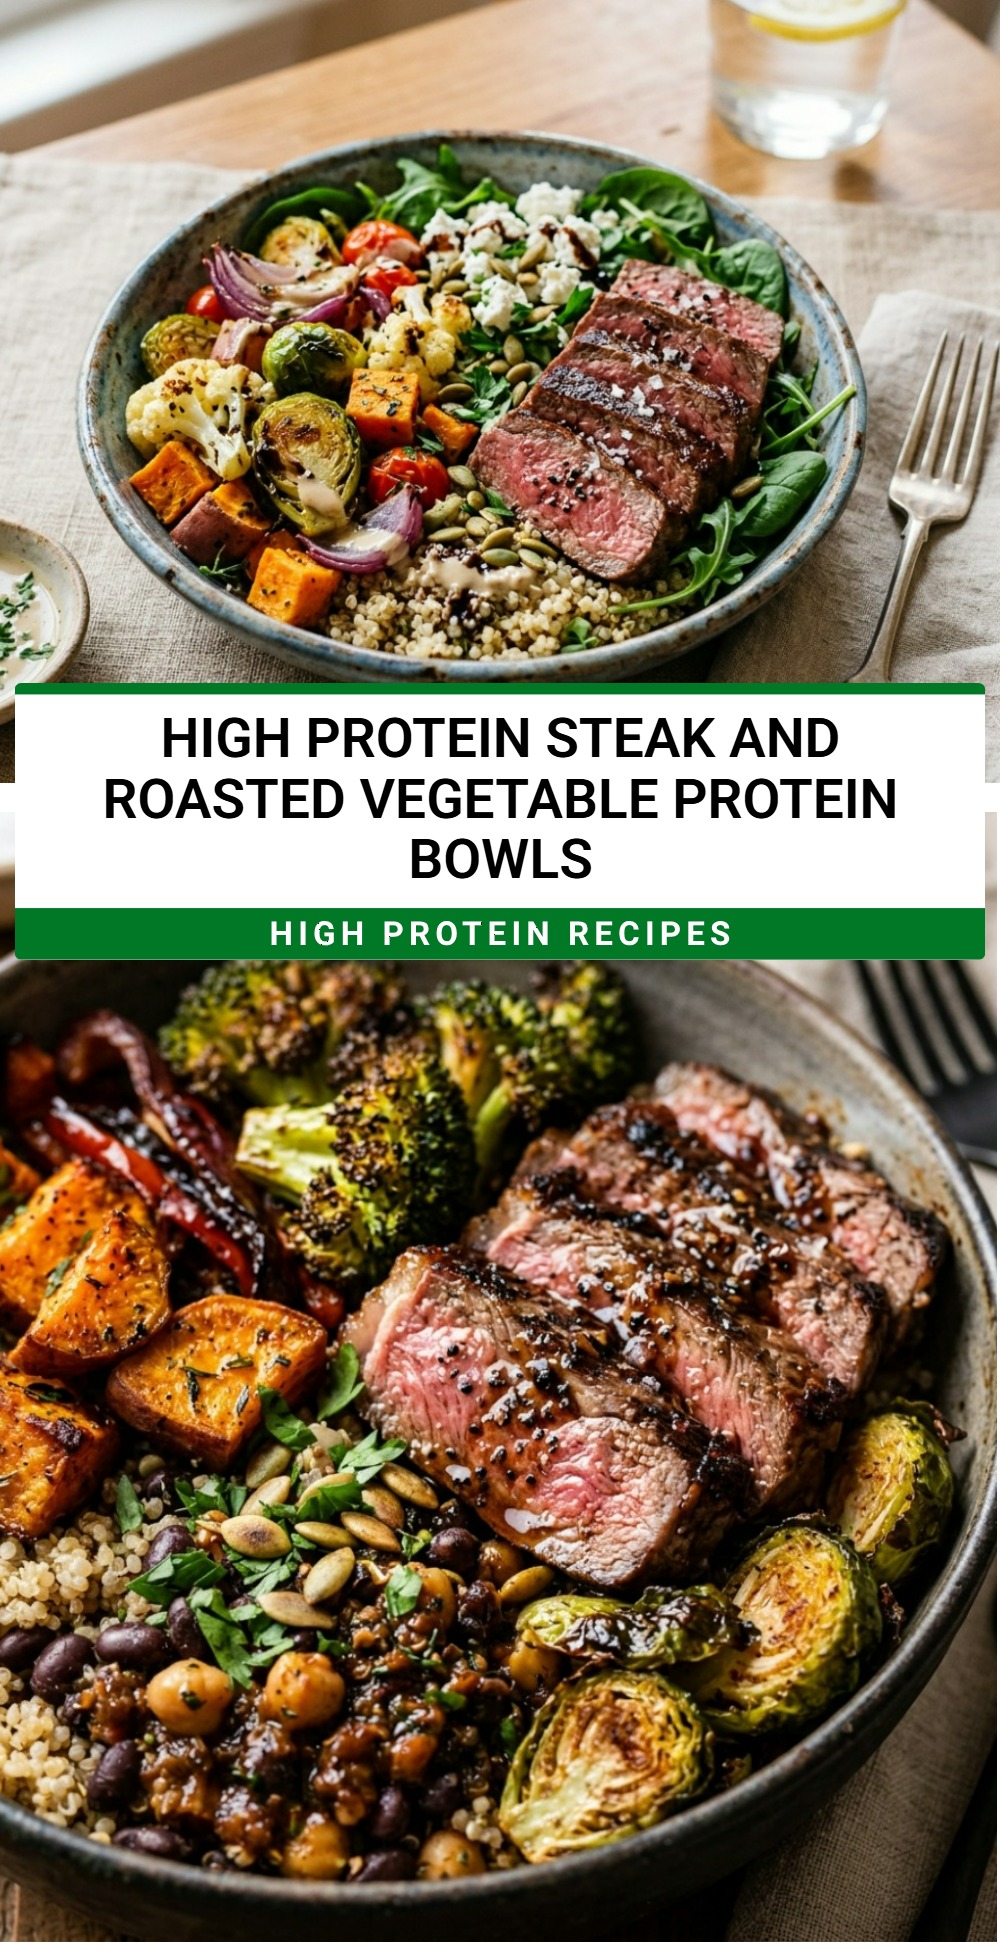 HIGH PROTEIN STEAK AND
ROASTED VEGETABLE PROTEIN
BOWLS
HIGH PROTEIN RECIPES